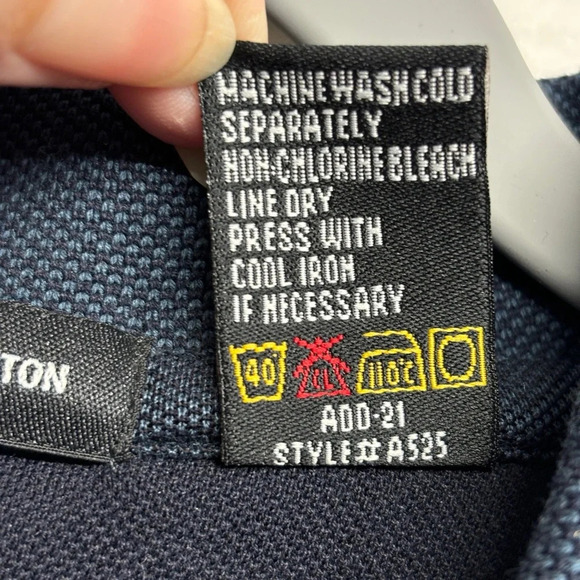 MACHINE WASH COLD
SEPARATELY
NON-CHLORINE BLEACH
LINE DRY
PRESS WITH
COOL IRON
IF NECESSARY
40 CL 110°C
ADD-21
STYLE# A525
TON